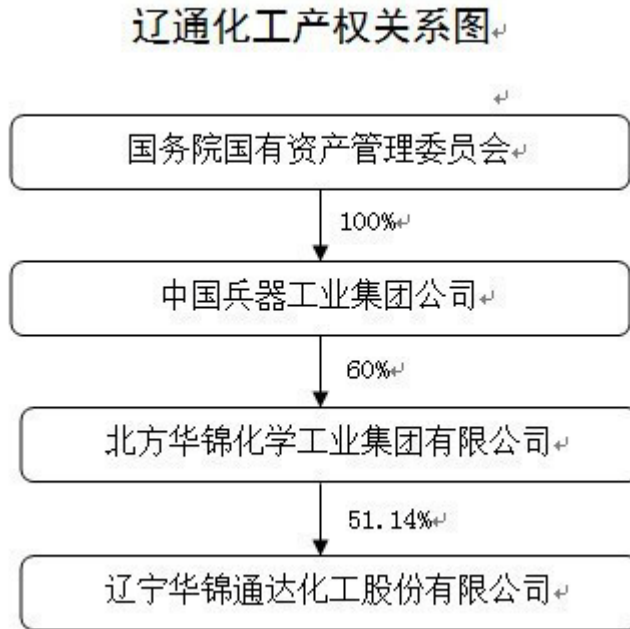 辽通化工产权关系图
国务院国有资产管理委员会
100%
中国兵器工业集团公司
60%
北方华锦化学工业集团有限公司
51.14%
辽宁华锦通达化工股份有限公司